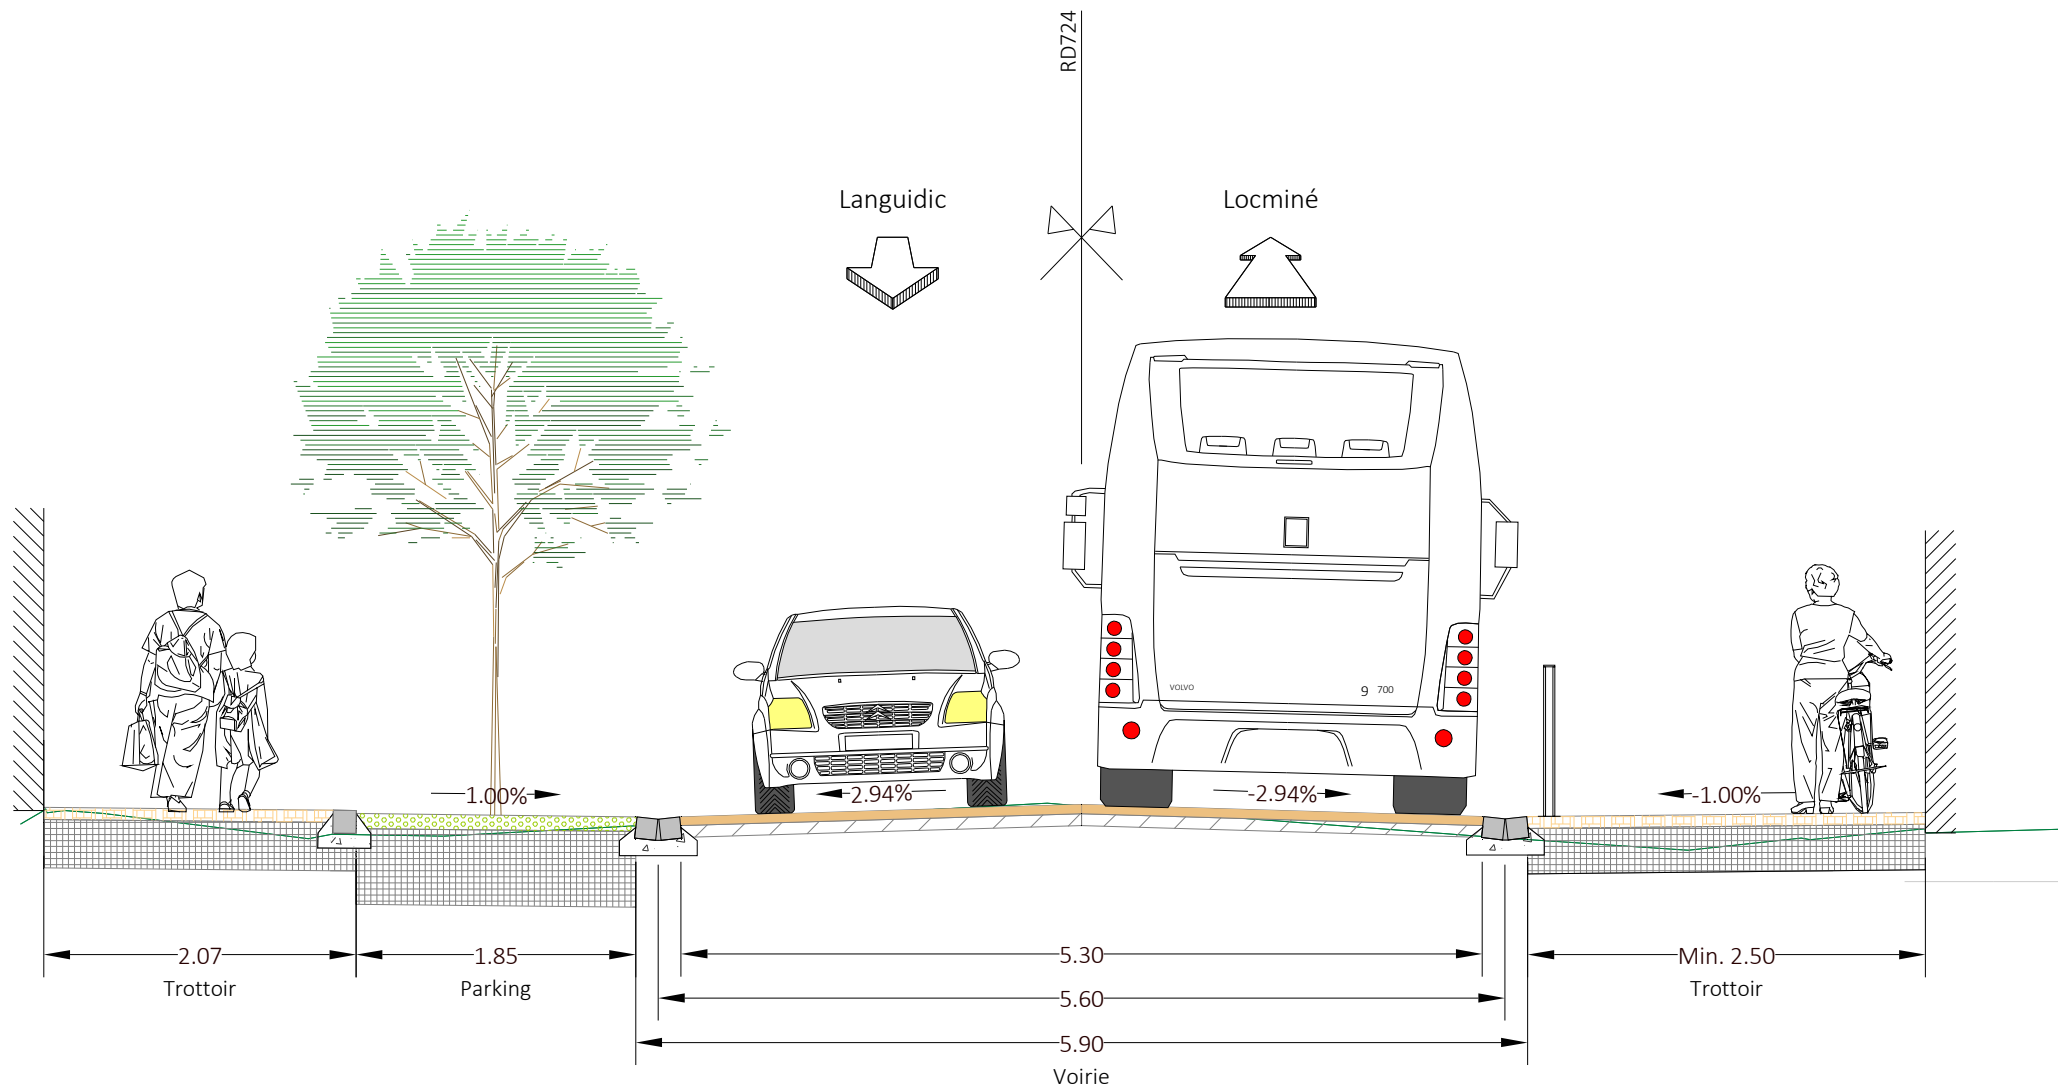 RD724
Languidic
Locminé
VOLVO
9 700
1.00%
2.94%
-2.94%
-1.00%
2.07
1.85
5.30
Min. 2.50
Trottoir
Parking
Trottoir
5.60
5.90
Voirie